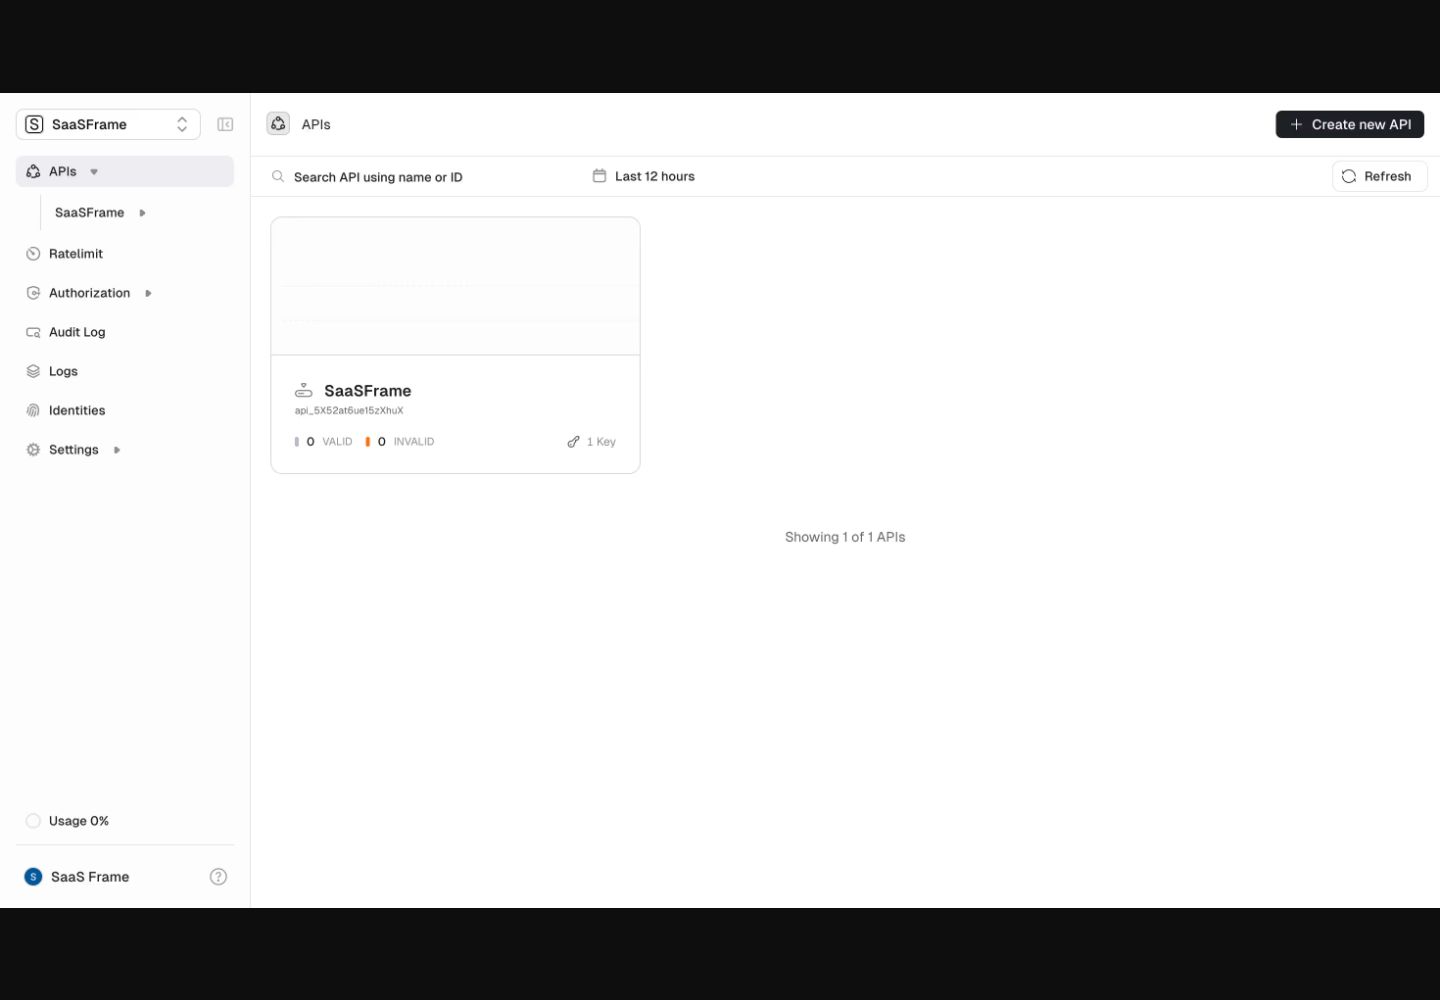 S SaaSFrame
APIs
SaaSFrame
Ratelimit
Authorization
Audit Log
Logs
Identities
Settings
Usage 0%
S SaaS Frame
?
APIs
+ Create new API
Search API using name or ID
Last 12 hours
Refresh
SaaSFrame
api_5X52at6ue15zXhuX
0 VALID 0 INVALID 1 Key
Showing 1 of 1 APIs